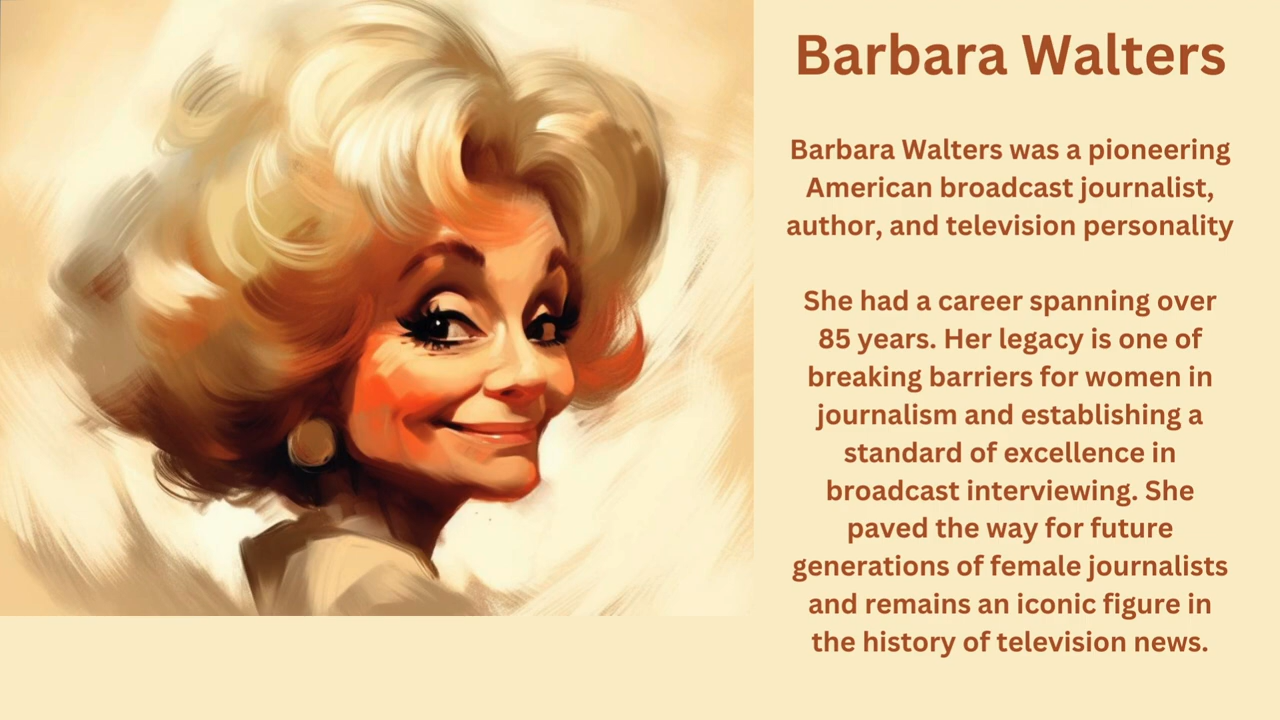 Barbara Walters
Barbara Walters was a pioneering
American broadcast journalist,
author, and television personality
She had a career spanning over
85 years. Her legacy is one of
breaking barriers for women in
journalism and establishing a
standard of excellence in
broadcast interviewing. She
paved the way for future
generations of female journalists
and remains an iconic figure in
the history of television news.